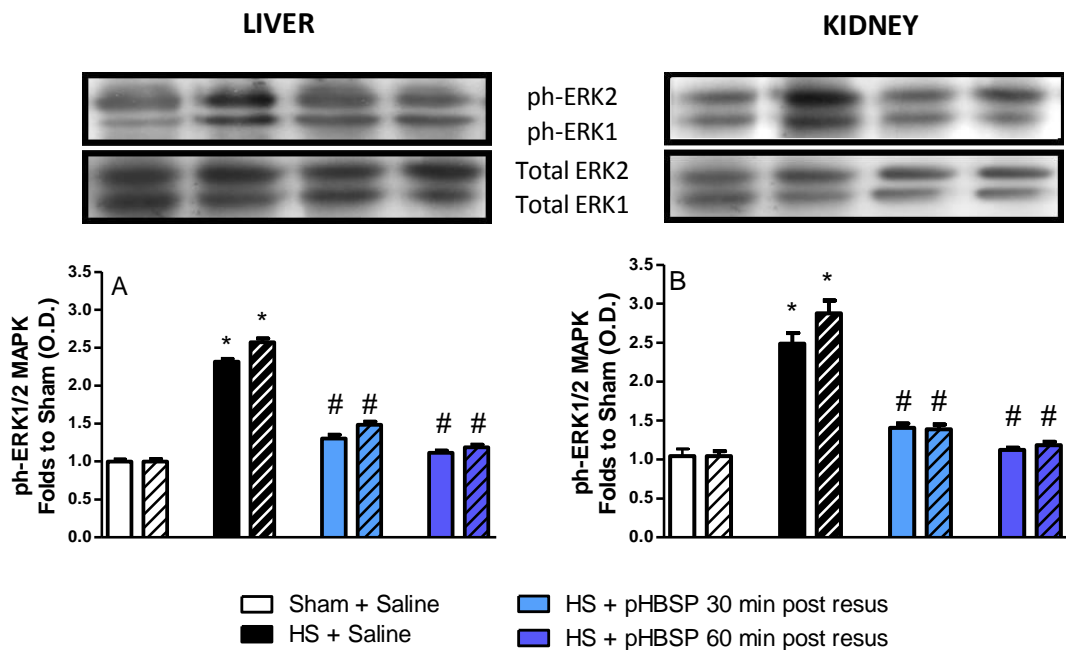 LIVER
KIDNEY
ph-ERK2
ph-ERK1
Total ERK2
Total ERK1
A
3.5
3.0
2.5
2.0
1.5
1.0
0.5
0.0
ph-ERK1/2 MAPK
Folds to Sham (O.D.)
* *
# #
# #
B
3.5
3.0
2.5
2.0
1.5
1.0
0.5
0.0
ph-ERK1/2 MAPK
Folds to Sham (O.D.)
* *
# #
# #
Sham + Saline
HS + Saline
HS + pHBSP 30 min post resus
HS + pHBSP 60 min post resus